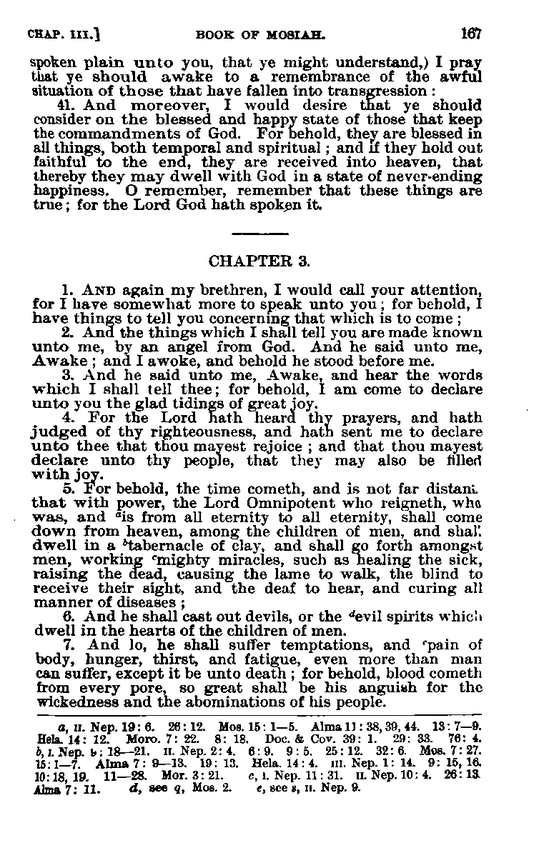 CHAP. III.] BOOK OF MOSIAH. 167
spoken plain unto you, that ye might understand,) I pray
that ye should awake to a remembrance of the awful
situation of those that have fallen into transgression :
41. And moreover, I would desire that ye should
consider on the blessed and happy state of those that keep
the commandments of God. For behold, they are blessed in
all things, both temporal and spiritual ; and if they hold out
faithful to the end, they are received into heaven, that
thereby they may dwell with God in a state of never-ending
happiness. O remember, remember that these things are
true ; for the Lord God hath spoken it.
CHAPTER 3.
1. AND again my brethren, I would call your attention,
for I have somewhat more to speak unto you ; for behold, I
have things to tell you concerning that which is to come ;
2. And the things which I shall tell you are made known
unto me, by an angel from God. And he said unto me,
Awake ; and I awoke, and behold he stood before me.
3. And he said unto me, Awake, and hear the words
which I shall tell thee ; for behold, I am come to declare
unto you the glad tidings of great joy.
4. For the Lord hath heard thy prayers, and hath
judged of thy righteousness, and hath sent me to declare
unto thee that thou mayest rejoice ; and that thou mayest
declare unto thy people, that they may also be filled
with joy.
5. For behold, the time cometh, and is not far distant
that with power, the Lord Omnipotent who reigneth, who
was, and ᵃis from all eternity to all eternity, shall come
down from heaven, among the children of men, and shall
dwell in a ᵇtabernacle of clay, and shall go forth amongst
men, working ᶜmighty miracles, such as healing the sick,
raising the dead, causing the lame to walk, the blind to
receive their sight, and the deaf to hear, and curing all
manner of diseases ;
6. And he shall cast out devils, or the ᵈevil spirits which
dwell in the hearts of the children of men.
7. And lo, he shall suffer temptations, and ᵉpain of
body, hunger, thirst, and fatigue, even more than man
can suffer, except it be unto death ; for behold, blood cometh
from every pore, so great shall be his anguish for the
wickedness and the abominations of his people.
a, II. Nep. 19 : 6. 26 : 12. Mos. 15 : 1—5. Alma 11 : 38, 39, 44. 13 : 7—9.
Hela. 14 : 12. Moro. 7 : 22. 8 : 18. Doc. & Cov. 39 : 1. 29 : 33. 76 : 4.
b, I. Nep. : 18—21. II. Nep. 2 : 4. 6 : 9. 9 : 5. 25 : 12. 32 : 6. Mos. 7 : 27.
15 : 1—7. Alma 7 : 9—13. 19 : 13. Hela. 14 : 4. III. Nep. 1 : 14. 9 : 15, 16.
10 : 18, 19. 11—28. Mor. 3 : 21. c, I. Nep. 11 : 31. II. Nep. 10 : 4. 26 : 13.
Alma 7 : 11. d, see q, Mos. 2. e, see s, II. Nep. 9.